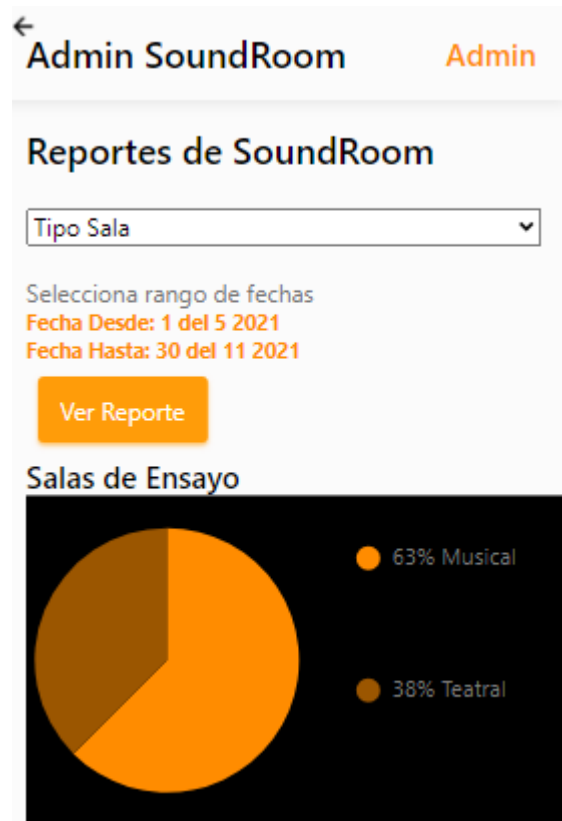 Admin SoundRoom Admin
Reportes de SoundRoom
Tipo Sala
Selecciona rango de fechas
Fecha Desde: 1 del 5 2021
Fecha Hasta: 30 del 11 2021
Ver Reporte
Salas de Ensayo
63% Musical
38% Teatral